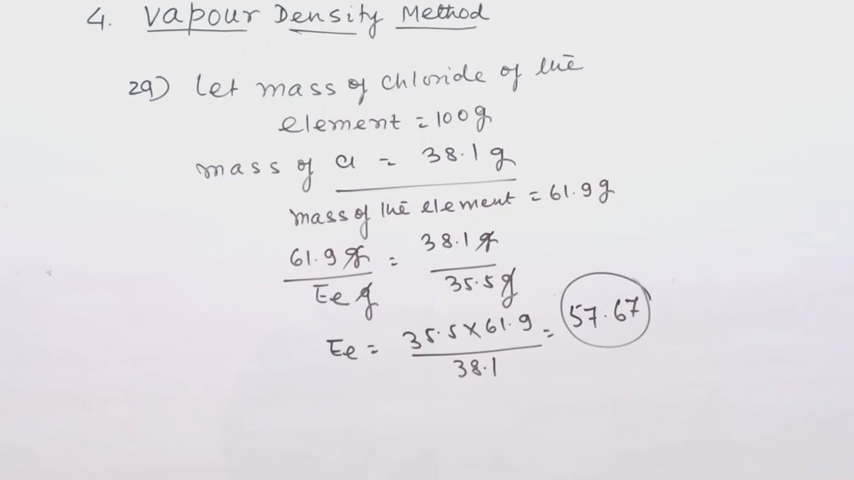 4. Vapour Density Method
29) Let mass of chloride of the
element = 100g
mass of Cl = 38.1 g
mass of the element = 61.9 g
61.9 g / Ee g = 38.1 g / 35.5 g
Ee = 35.5 x 61.9 / 38.1 = 57.67